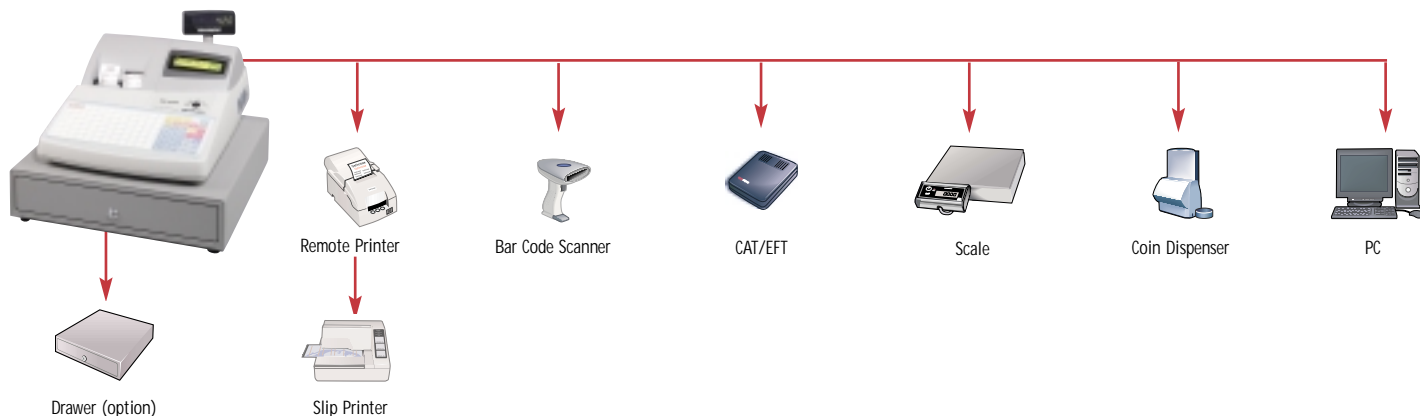 Remote Printer
Bar Code Scanner
CAT/EFT
Scale
Coin Dispenser
PC
Drawer (option)
Slip Printer